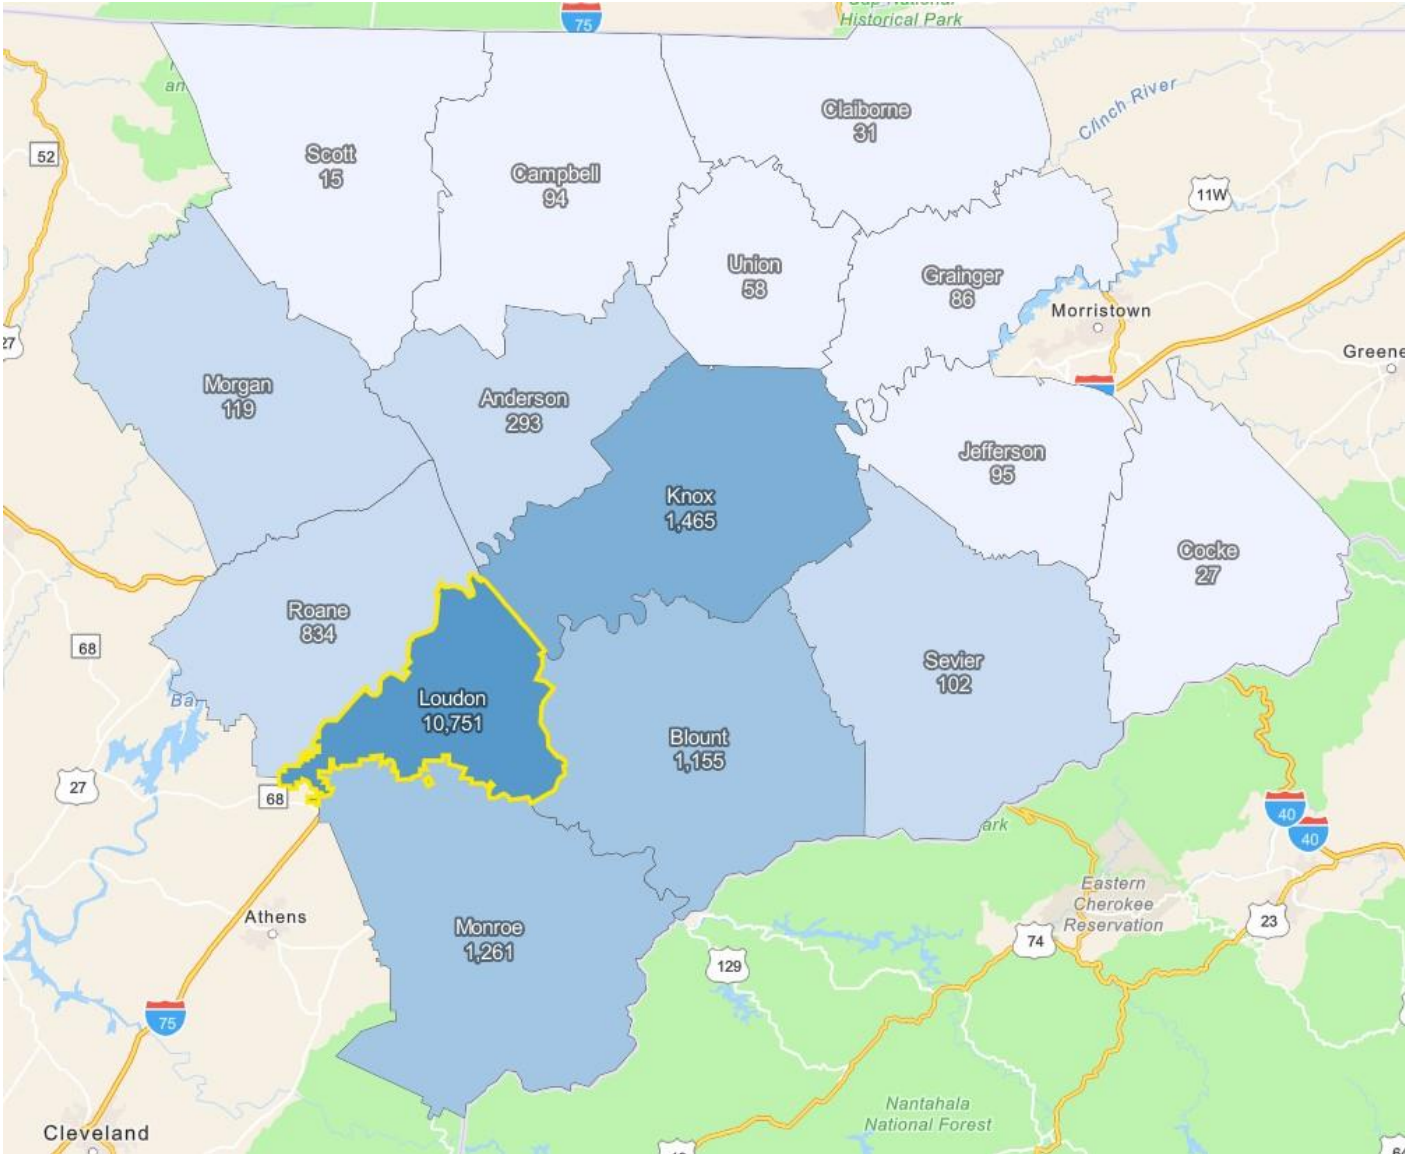 75
Historical Park
Clinch River
52
Scott
15
Campbell
94
Claiborne
31
11W
Union
58
Grainger
86
Morristown
27
Greene
Morgan
119
Anderson
293
Jefferson
95
Knox
1,465
Cocke
27
Roane
834
68
Sevier
102
Loudon
10,751
Ba
Blount
1,155
27
68
40
40
ark
Eastern
Cherokee
Reservation
Athens
Monroe
1,261
74
23
129
75
Nantahala
National Forest
Cleveland